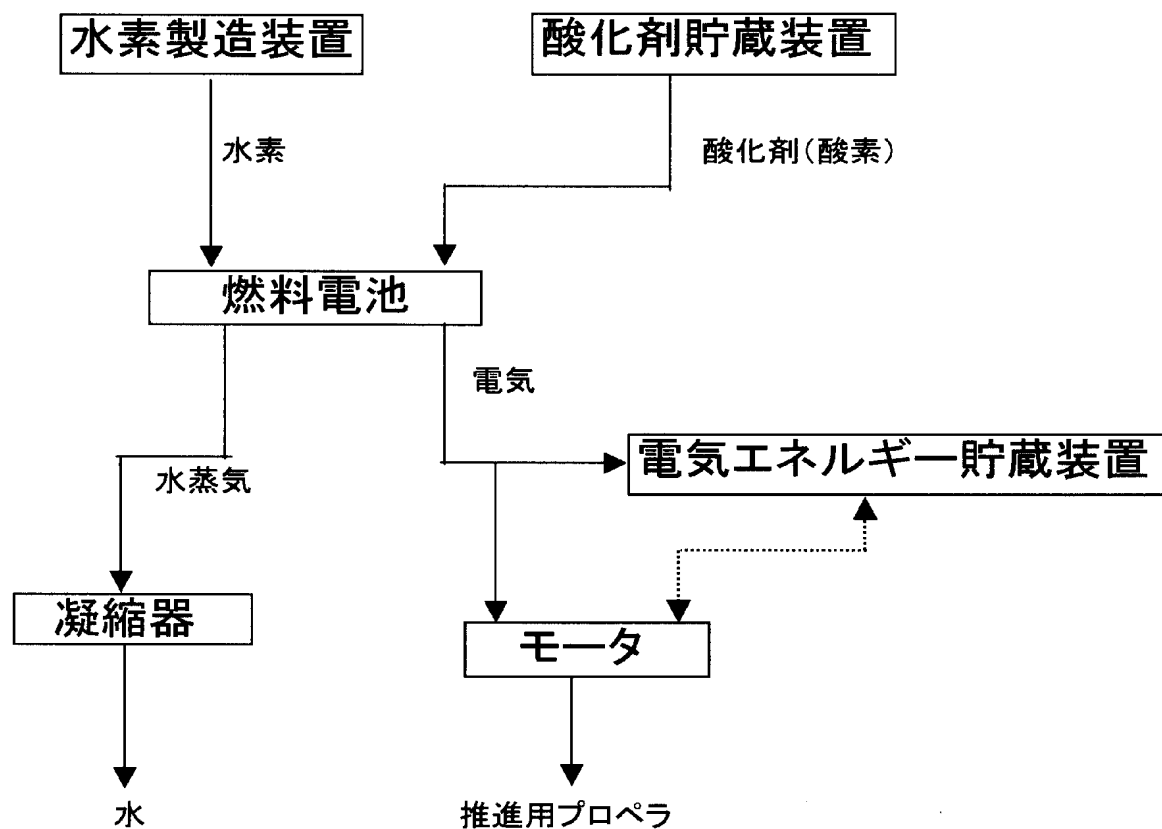 水素製造装置
酸化剤貯蔵装置
水素
酸化剤(酸素)
燃料電池
電気
電気エネルギー貯蔵装置
水蒸気
凝縮器
モータ
水
推進用プロペラ